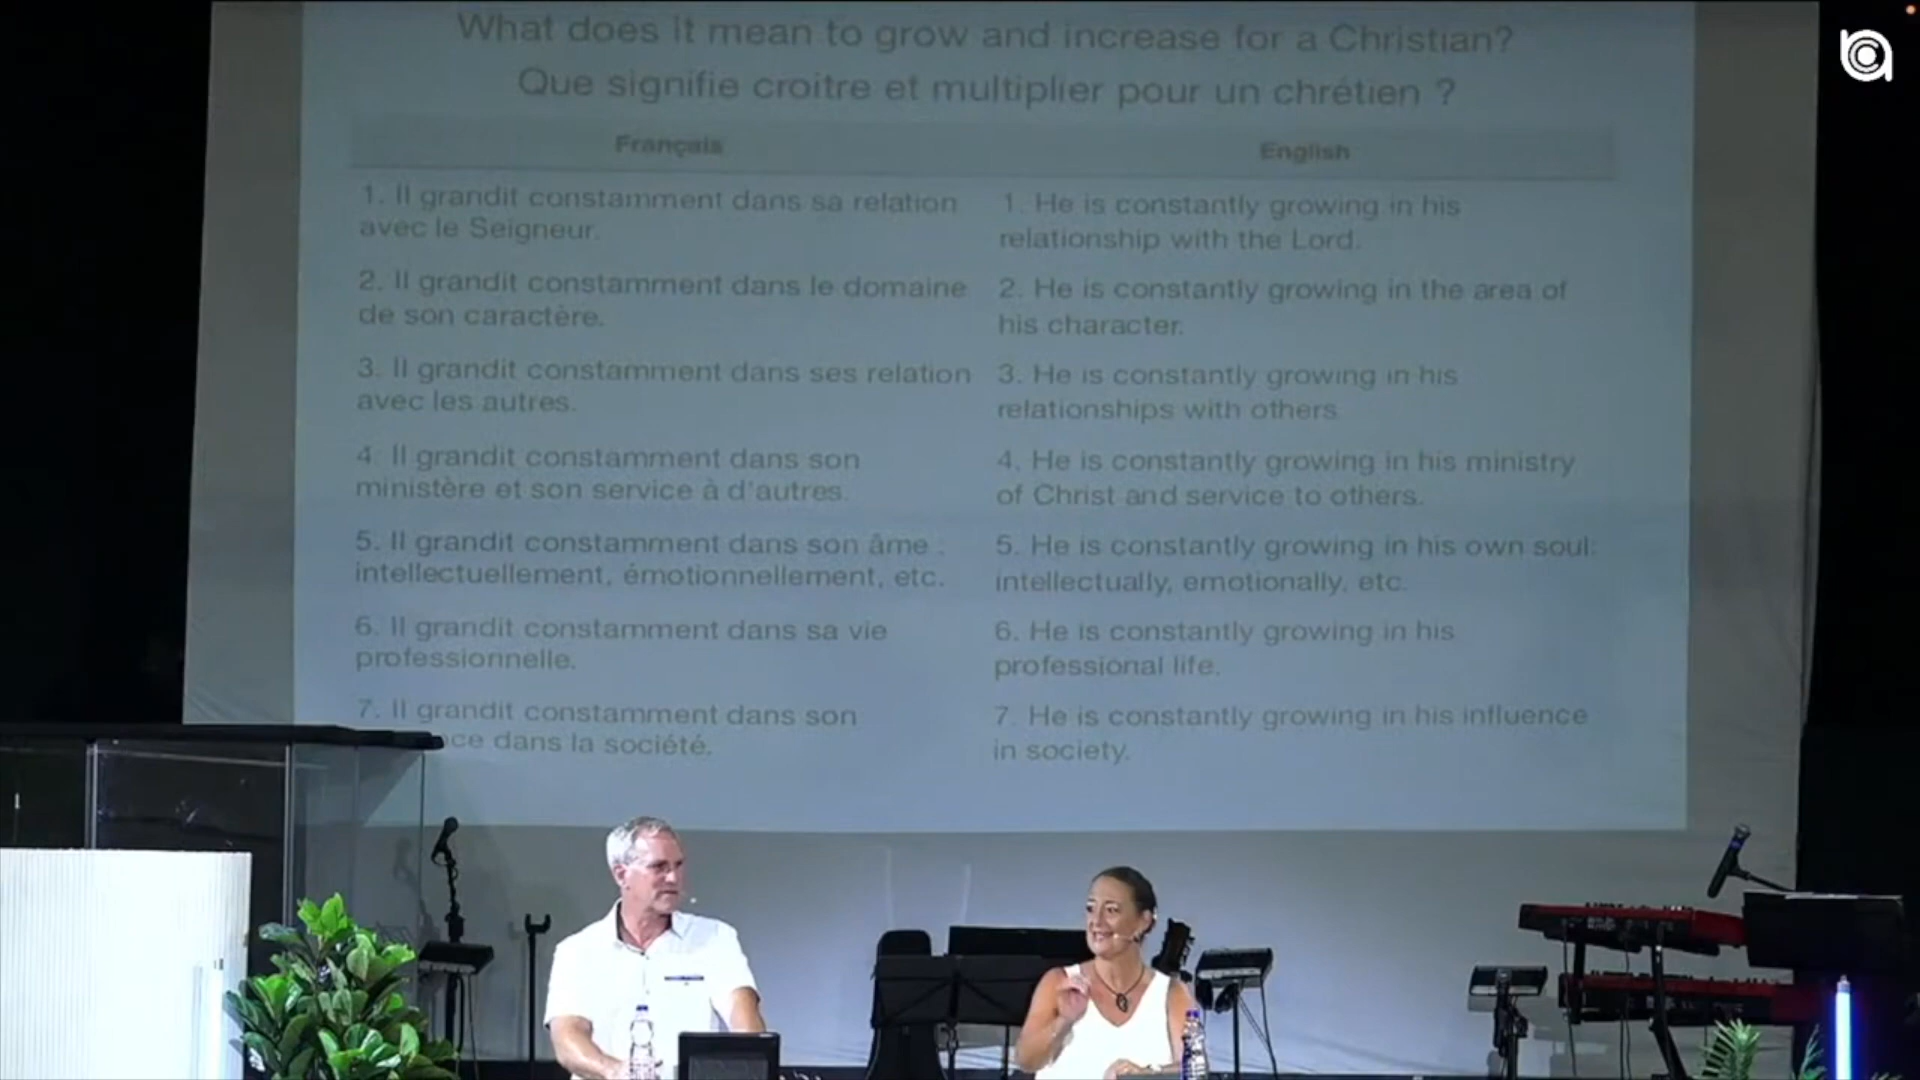 What does it mean to grow and increase for a Christian?
Que signifie croitre et multiplier pour un chrétien ?
Français
English
1. Il grandit constamment dans sa relation
avec le Seigneur.
1. He is constantly growing in his
relationship with the Lord.
2. Il grandit constamment dans le domaine
de son caractère.
2. He is constantly growing in the area of
his character.
3. Il grandit constamment dans ses relation
avec les autres.
3. He is constantly growing in his
relationships with others
4. Il grandit constamment dans son
ministère et son service à d'autres.
4. He is constantly growing in his ministry
of Christ and service to others.
5. Il grandit constamment dans son âme :
intellectuellement, émotionnellement, etc.
5. He is constantly growing in his own soul:
intellectually, emotionally, etc.
6. Il grandit constamment dans sa vie
professionnelle.
6. He is constantly growing in his
professional life.
7. Il grandit constamment dans son
dans la société.
7. He is constantly growing in his influence
in society.